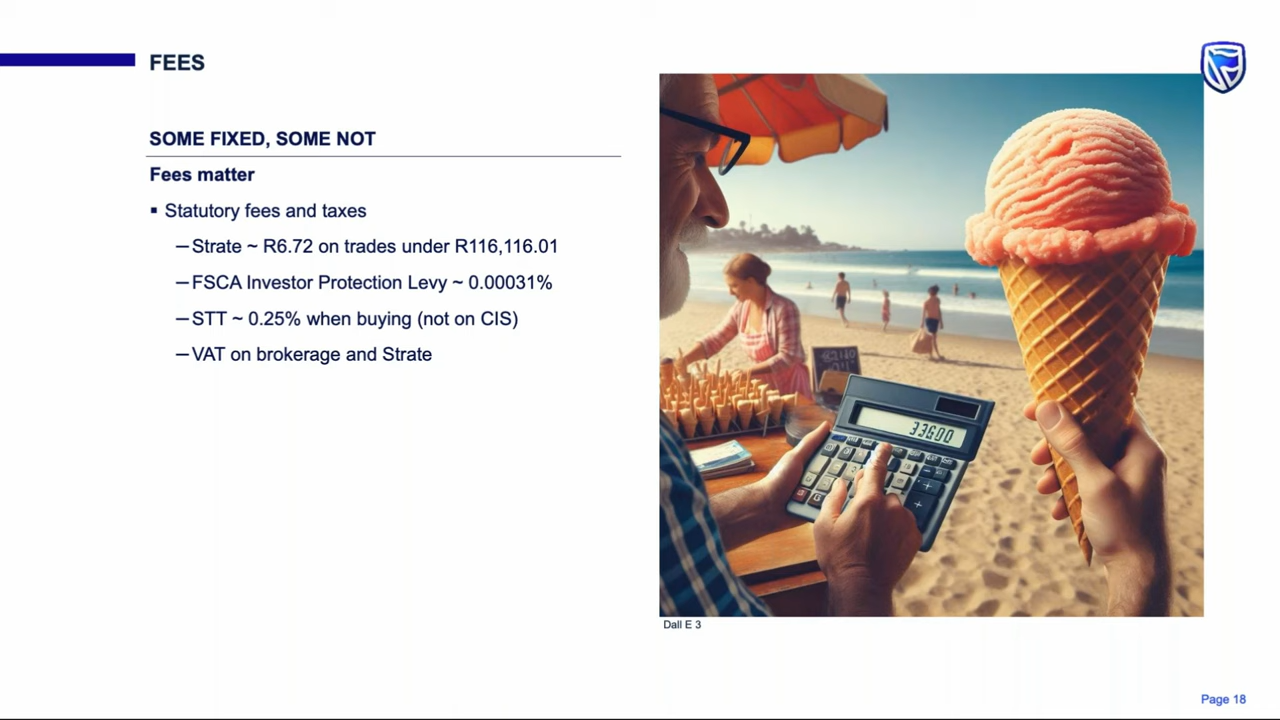 FEES
SOME FIXED, SOME NOT
Fees matter
▪ Statutory fees and taxes
—Strate ~ R6.72 on trades under R116,116.01
—FSCA Investor Protection Levy ~ 0.00031%
—STT ~ 0.25% when buying (not on CIS)
—VAT on brokerage and Strate
33600
Dall E 3
Page 18